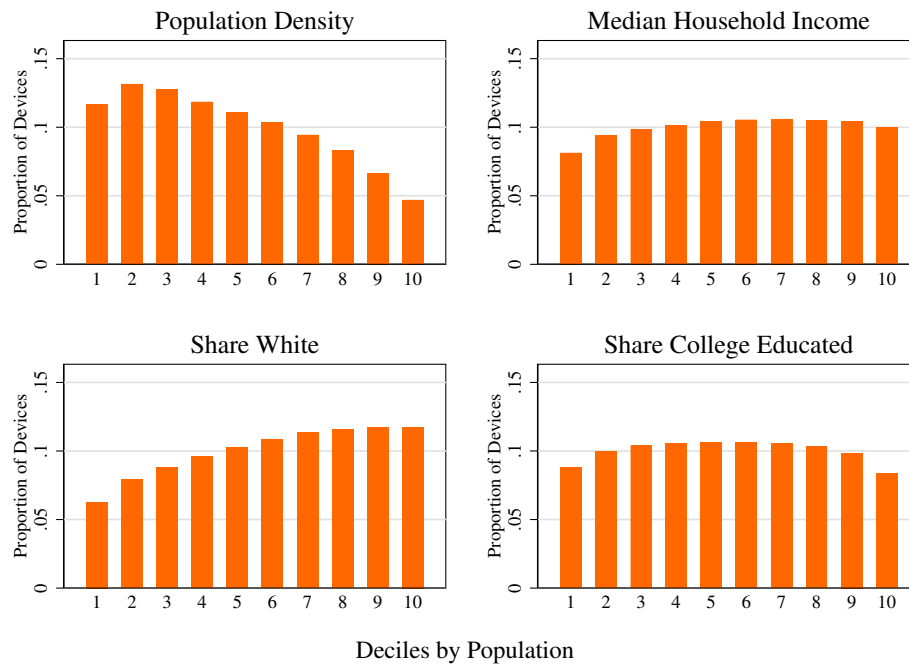 Population Density
Proportion of Devices
0 .05 .1 .15
1 2 3 4 5 6 7 8 9 10
Median Household Income
Proportion of Devices
0 .05 .1 .15
1 2 3 4 5 6 7 8 9 10
Share White
Proportion of Devices
0 .05 .1 .15
1 2 3 4 5 6 7 8 9 10
Share College Educated
Proportion of Devices
0 .05 .1 .15
1 2 3 4 5 6 7 8 9 10
Deciles by Population